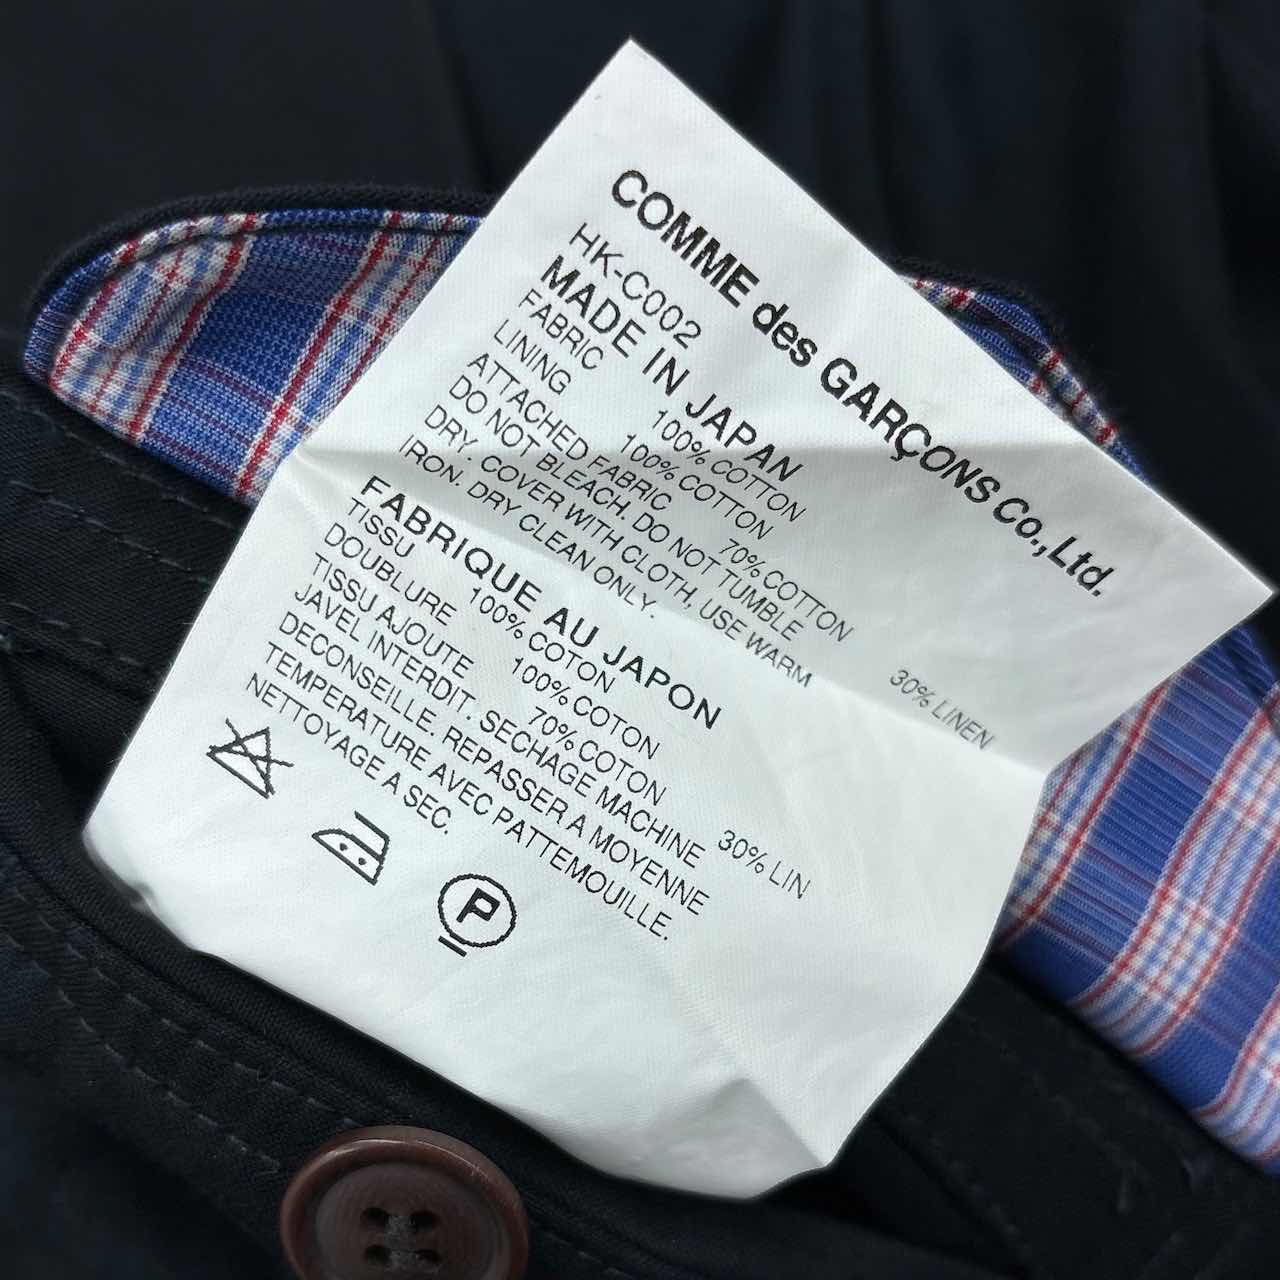 COMME des GARÇONS Co.,Ltd.
HK-C002
MADE IN JAPAN
FABRIC 100% COTTON
LINING 100% COTTON
ATTACHED FABRIC 70% COTTON 30% LINEN
DO NOT BLEACH. DO NOT TUMBLE
DRY. COVER WITH CLOTH, USE WARM
IRON. DRY CLEAN ONLY.
FABRIQUE AU JAPON
TISSU 100% COTON
DOUBLURE 100% COTON
TISSU AJOUTE 70% COTON 30% LIN
JAVEL INTERDIT. SECHAGE MACHINE
DECONSEILLE. REPASSER A MOYENNE
TEMPERATURE AVEC PATTEMOUILLE.
NETTOYAGE A SEC.
P